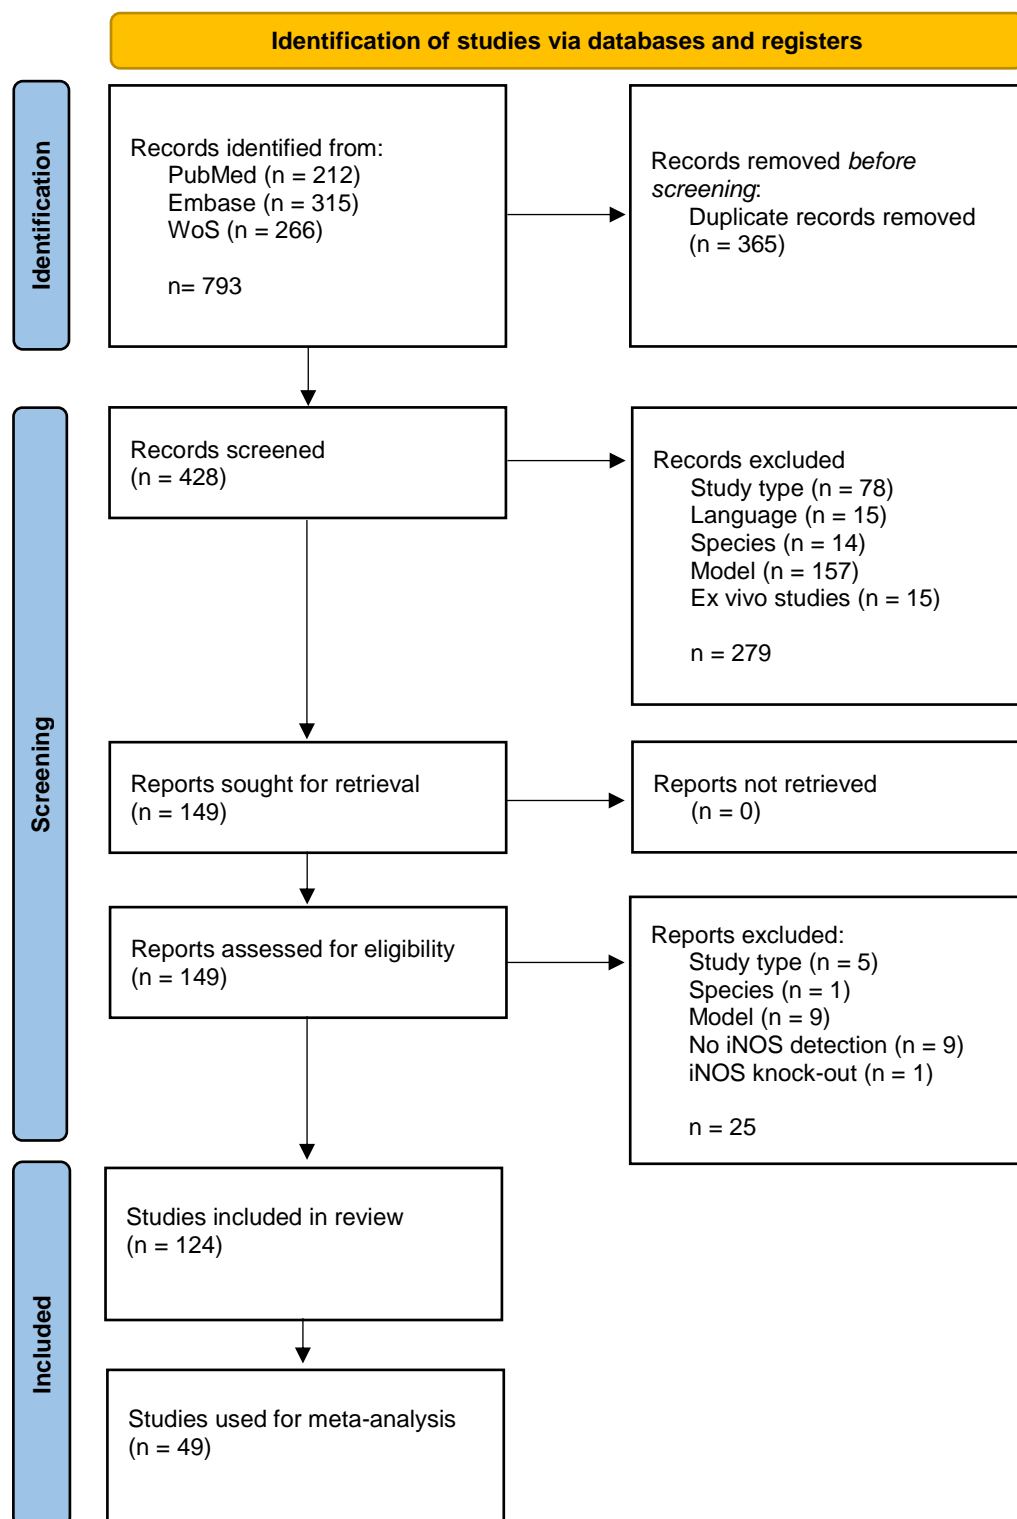 Identification of studies via databases and registers
Identification
Records identified from:
PubMed (n = 212)
Embase (n = 315)
WoS (n = 266)
n= 793
Records removed before
screening:
Duplicate records removed
(n = 365)
Screening
Records screened
(n = 428)
Records excluded
Study type (n = 78)
Language (n = 15)
Species (n = 14)
Model (n = 157)
Ex vivo studies (n = 15)
n = 279
Reports sought for retrieval
(n = 149)
Reports not retrieved
(n = 0)
Reports assessed for eligibility
(n = 149)
Reports excluded:
Study type (n = 5)
Species (n = 1)
Model (n = 9)
No iNOS detection (n = 9)
iNOS knock-out (n = 1)
n = 25
Included
Studies included in review
(n = 124)
Studies used for meta-analysis
(n = 49)